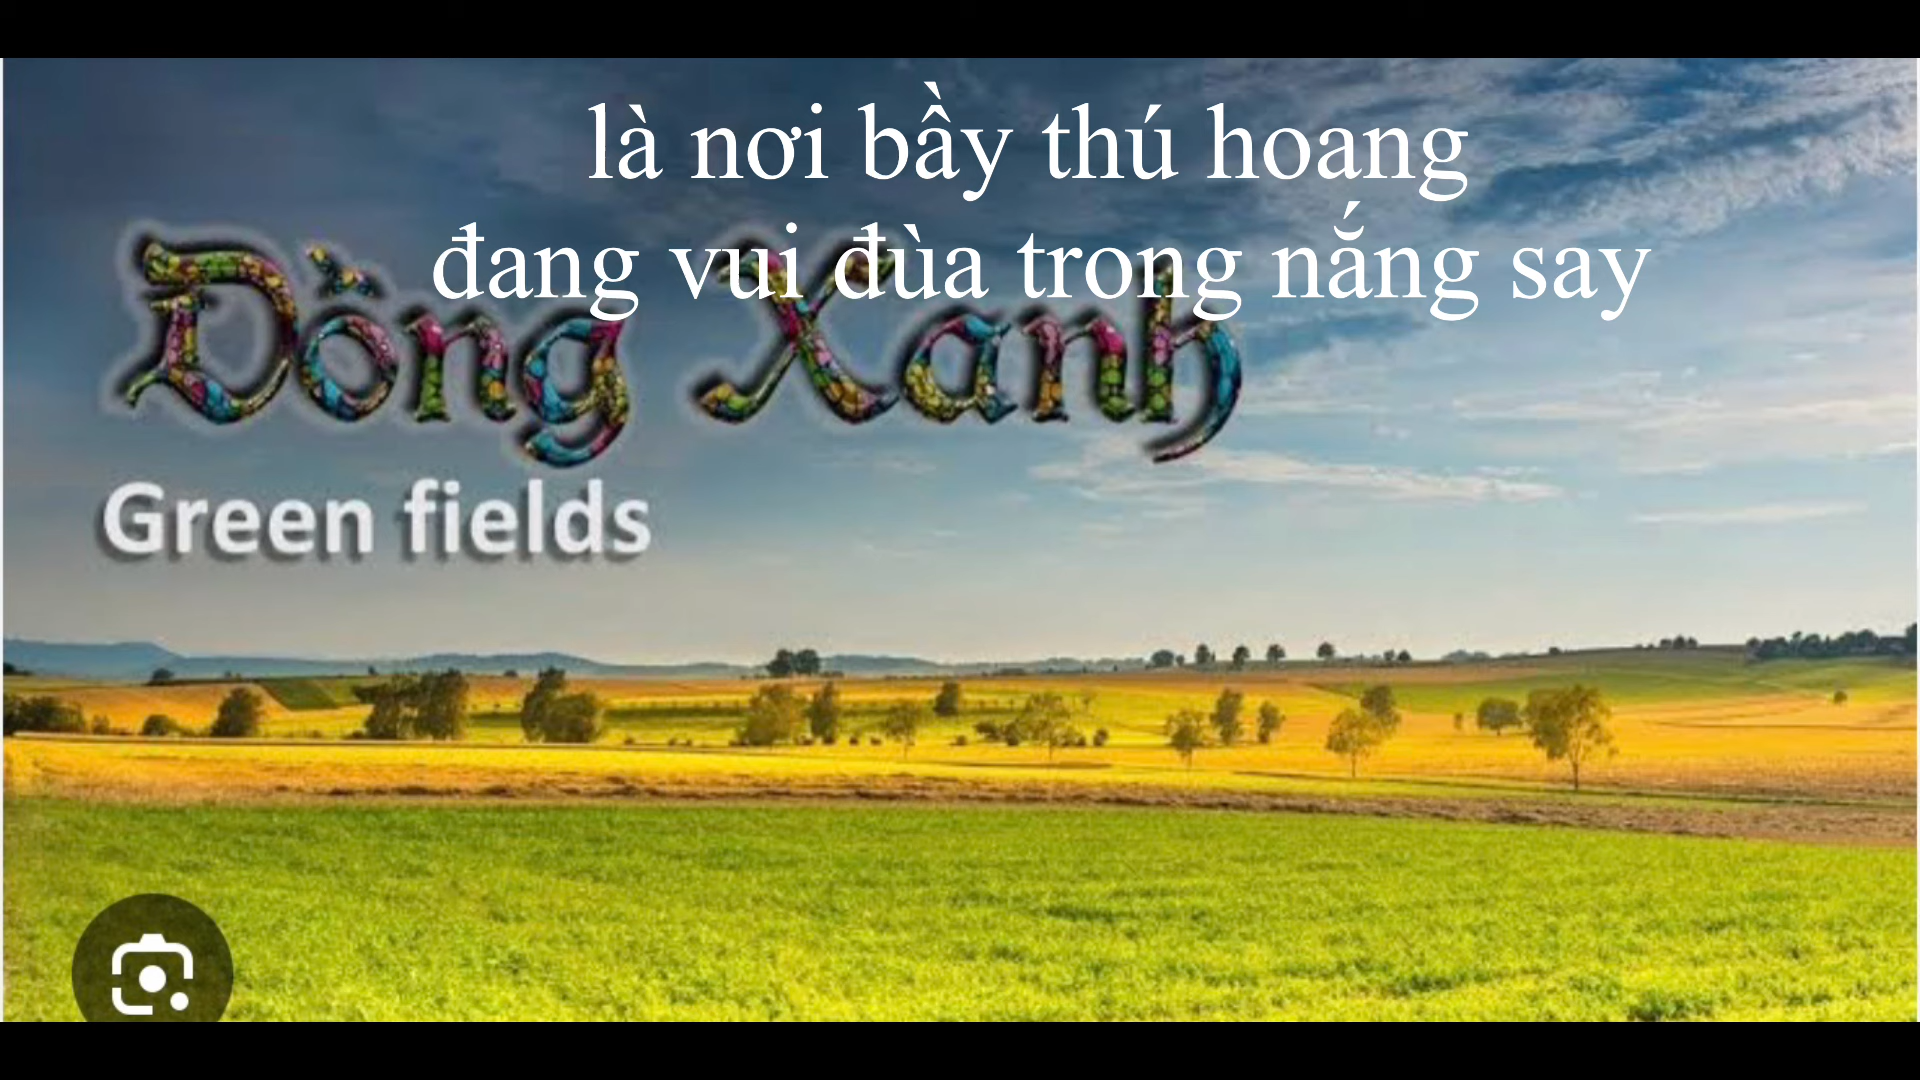 là nơi bầy thú hoang
đang vui đùa trong nắng say
Đồng Xanh
Green fields